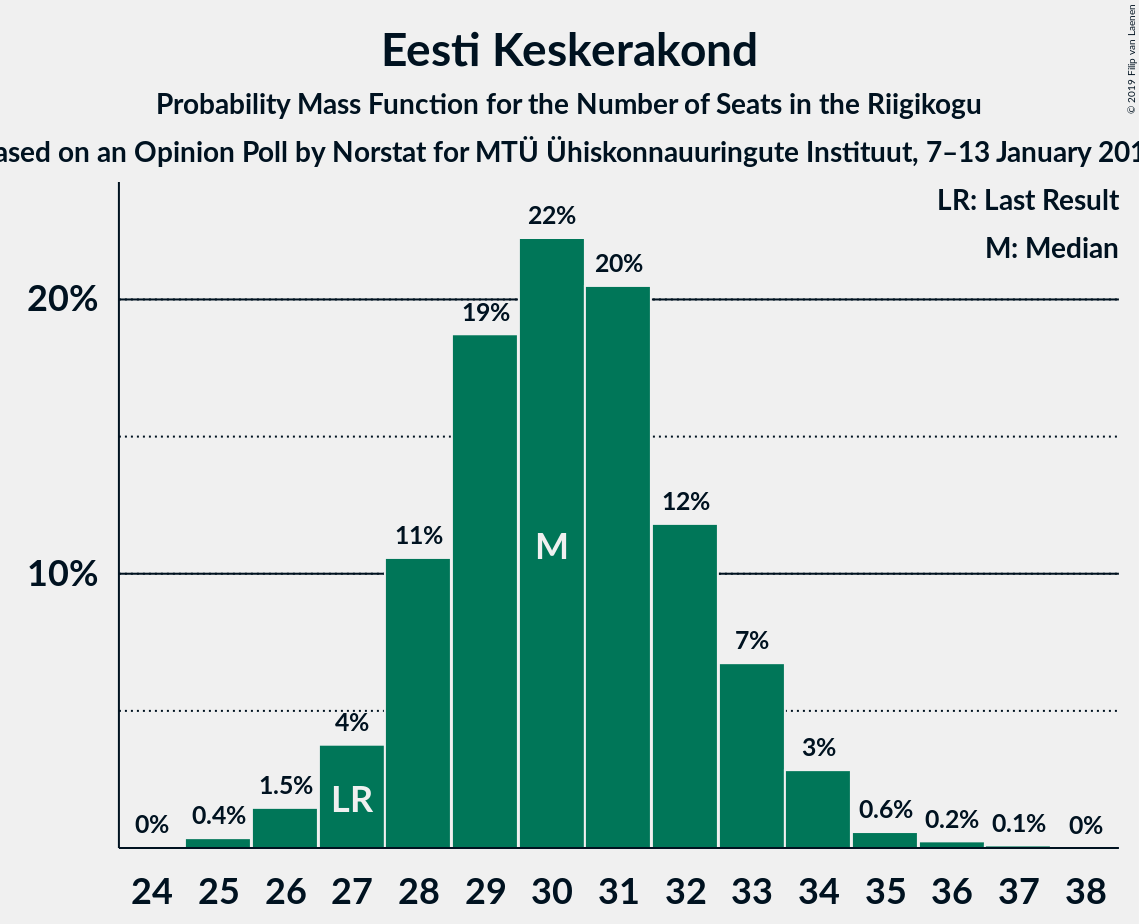 Eesti Keskerakond
Probability Mass Function for the Number of Seats in the Riigikogu
ased on an Opinion Poll by Norstat for MTÜ Ühiskonnauuringute Instituut, 7–13 January 201
© 2019 Filip van Laenen
LR: Last Result
M: Median
22%
20%
19%
20%
12%
11%
M
10%
7%
4%
3%
1.5%
LR
0.4%
0.6%
0%
0.2%
0.1%
0%
24 25 26 27 28 29 30 31 32 33 34 35 36 37 38